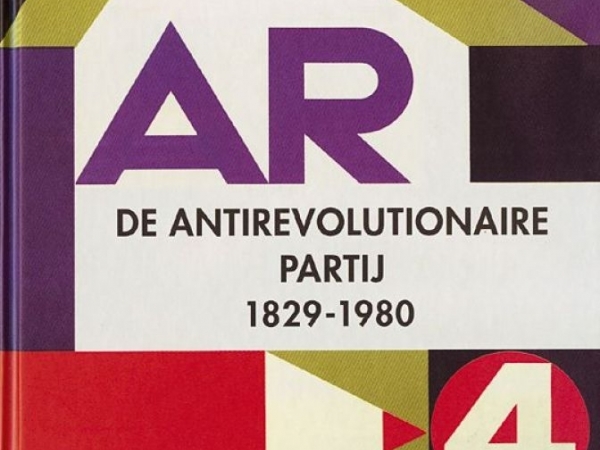 AR
DE ANTIREVOLUTIONAIRE
PARTIJ
1829-1980
4